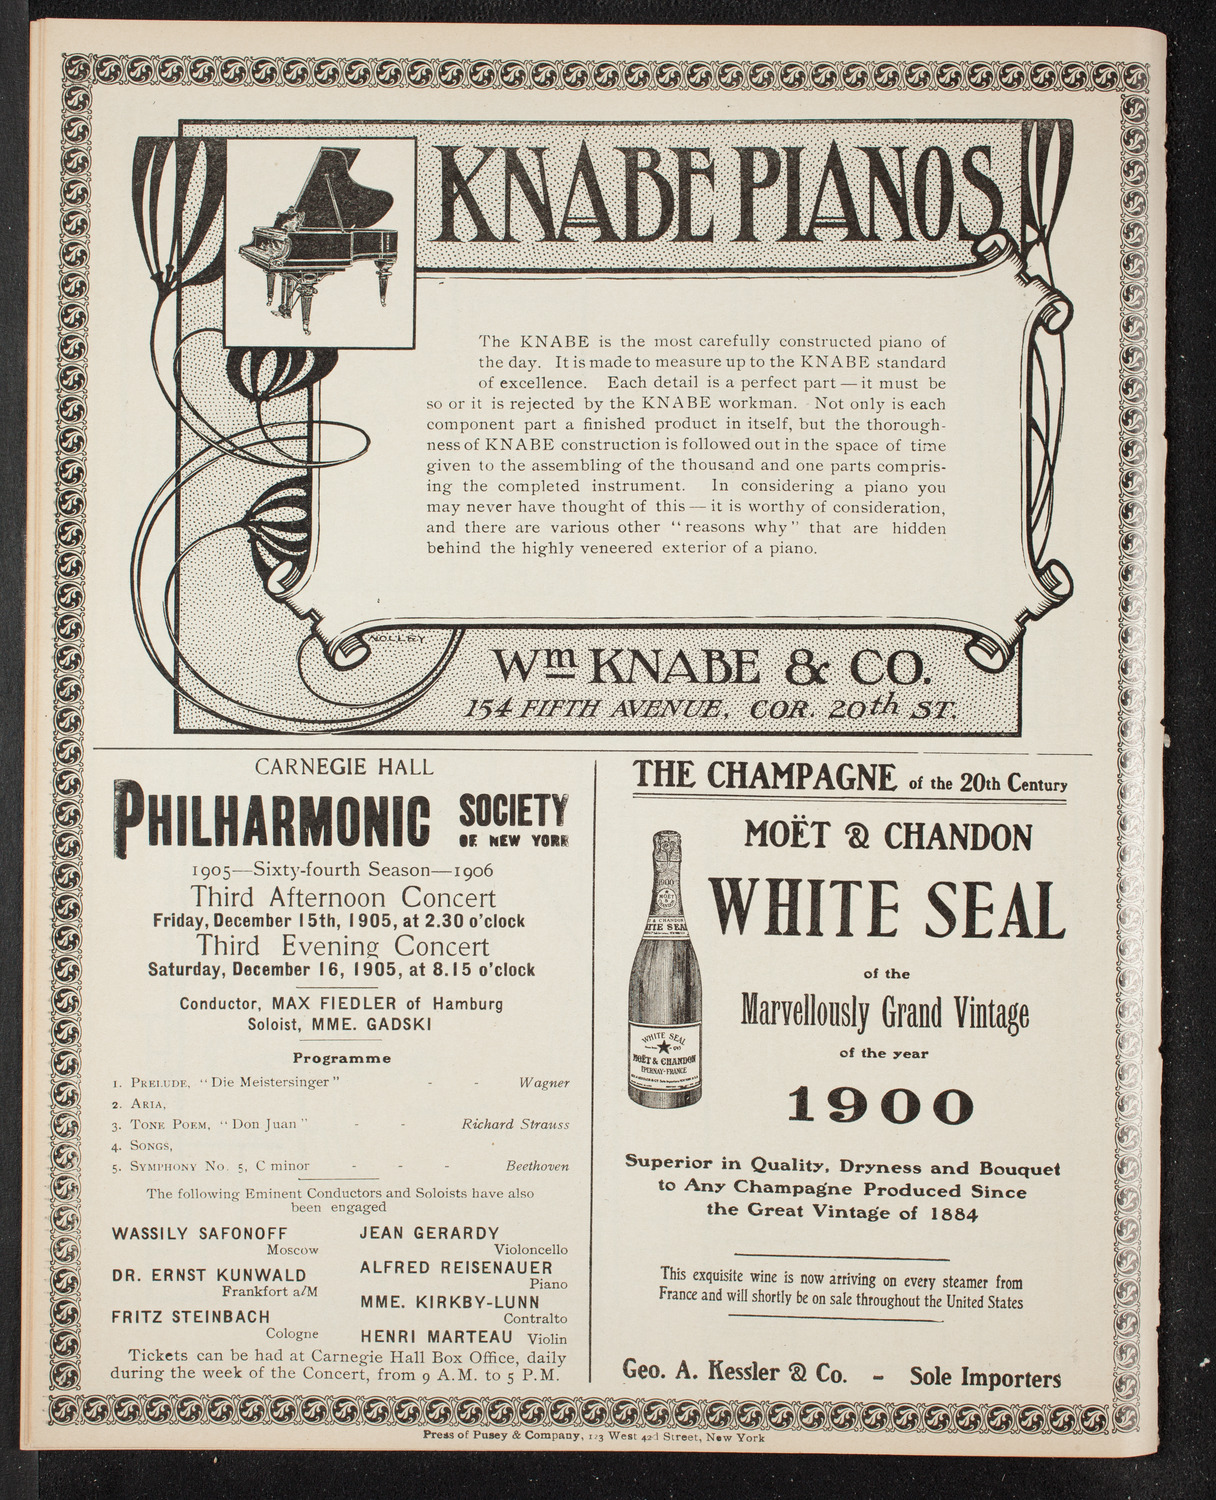 KNABE PIANOS
The KNABE is the most carefully constructed piano of
the day. It is made to measure up to the KNABE standard
of excellence. Each detail is a perfect part — it must be
so or it is rejected by the KNABE workman. Not only is each
component part a finished product in itself, but the thorough-
ness of KNABE construction is followed out in the space of time
given to the assembling of the thousand and one parts compris-
ing the completed instrument. In considering a piano you
may never have thought of this — it is worthy of consideration,
and there are various other "reasons why" that are hidden
behind the highly veneered exterior of a piano.
Wm KNABE & CO.
154 FIFTH AVENUE, COR. 20th ST.
CARNEGIE HALL
PHILHARMONIC SOCIETY OF NEW YORK
1905—Sixty-fourth Season—1906
Third Afternoon Concert
Friday, December 15th, 1905, at 2.30 o'clock
Third Evening Concert
Saturday, December 16, 1905, at 8.15 o'clock
Conductor, MAX FIEDLER of Hamburg
Soloist, MME. GADSKI
Programme
1. PRELUDE, "Die Meistersinger" - - Wagner
2. ARIA,
3. TONE POEM, "Don Juan" - - Richard Strauss
4. SONGS,
5. SYMPHONY No. 5, C minor - - - Beethoven
The following Eminent Conductors and Soloists have also
been engaged
WASSILY SAFONOFF
Moscow
DR. ERNST KUNWALD
Frankfort a/M
FRITZ STEINBACH
Cologne
JEAN GERARDY
Violoncello
ALFRED REISENAUER
Piano
MME. KIRKBY-LUNN
Contralto
HENRI MARTEAU Violin
Tickets can be had at Carnegie Hall Box Office, daily
during the week of the Concert, from 9 A.M. to 5 P.M.
THE CHAMPAGNE of the 20th Century
MOËT & CHANDON
WHITE SEAL
of the
Marvellously Grand Vintage
of the year
1900
WHITE SEAL
MOËT & CHANDON
EPERNAY-FRANCE
Superior in Quality, Dryness and Bouquet
to Any Champagne Produced Since
the Great Vintage of 1884
This exquisite wine is now arriving on every steamer from
France and will shortly be on sale throughout the United States
Geo. A. Kessler & Co. - Sole Importers
Press of Pusey & Company, 123 West 42d Street, New York